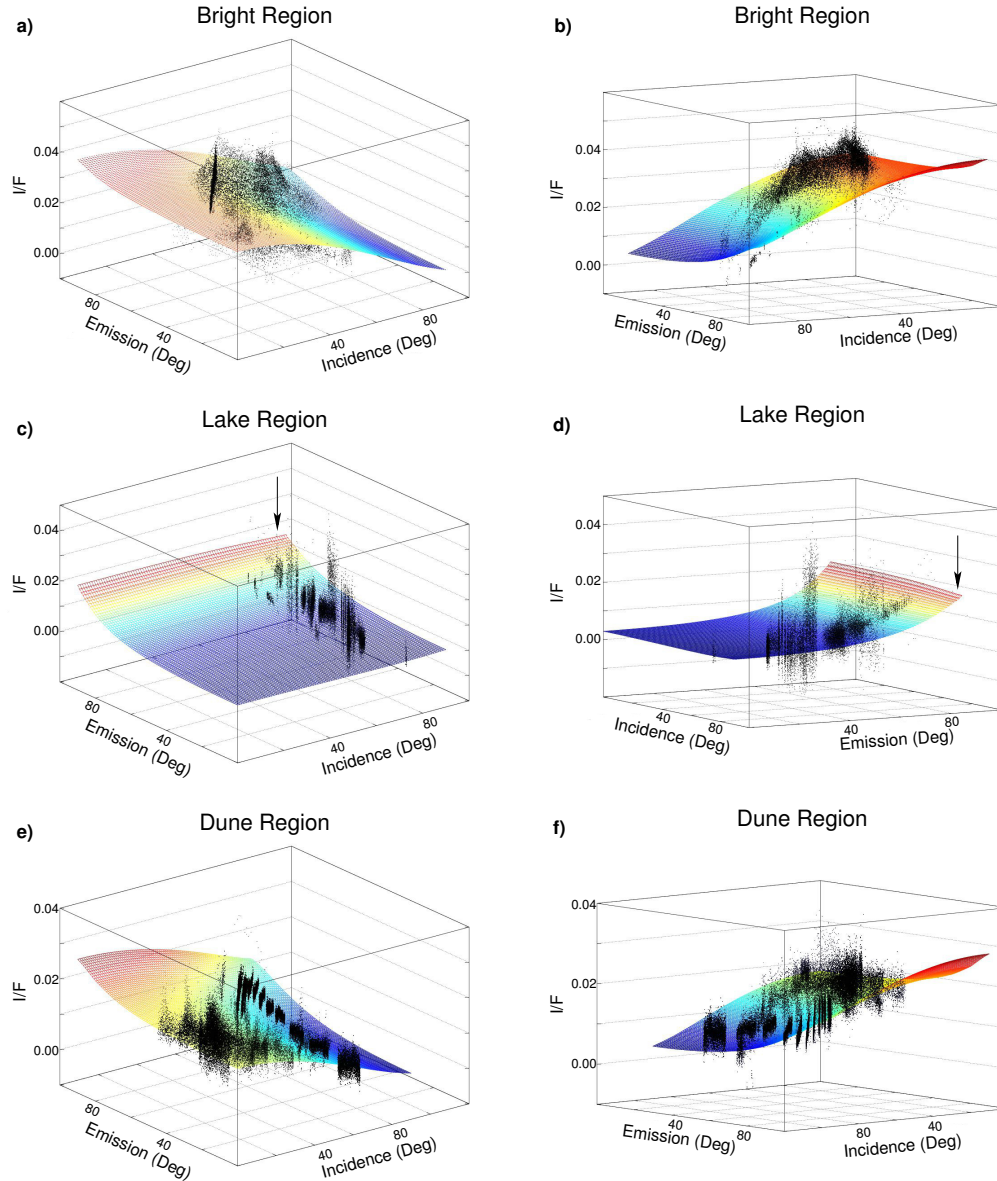 Bright Region
a)
0.04
0.02
0.00
I/F
80
40
Emission (Deg)
40
80
Incidence (Deg)
Bright Region
b)
0.04
0.02
0.00
I/F
40
80
Emission (Deg)
80
40
Incidence (Deg)
Lake Region
c)
0.04
0.02
0.00
I/F
80
40
Emission (Deg)
40
80
Incidence (Deg)
Lake Region
d)
0.04
0.02
0.00
I/F
40
80
Incidence (Deg)
40
80
Emission (Deg)
Dune Region
e)
0.04
0.02
0.00
I/F
80
40
Emission (Deg)
40
80
Incidence (Deg)
Dune Region
f)
0.04
0.02
0.00
I/F
40
80
Emission (Deg)
80
40
Incidence (Deg)